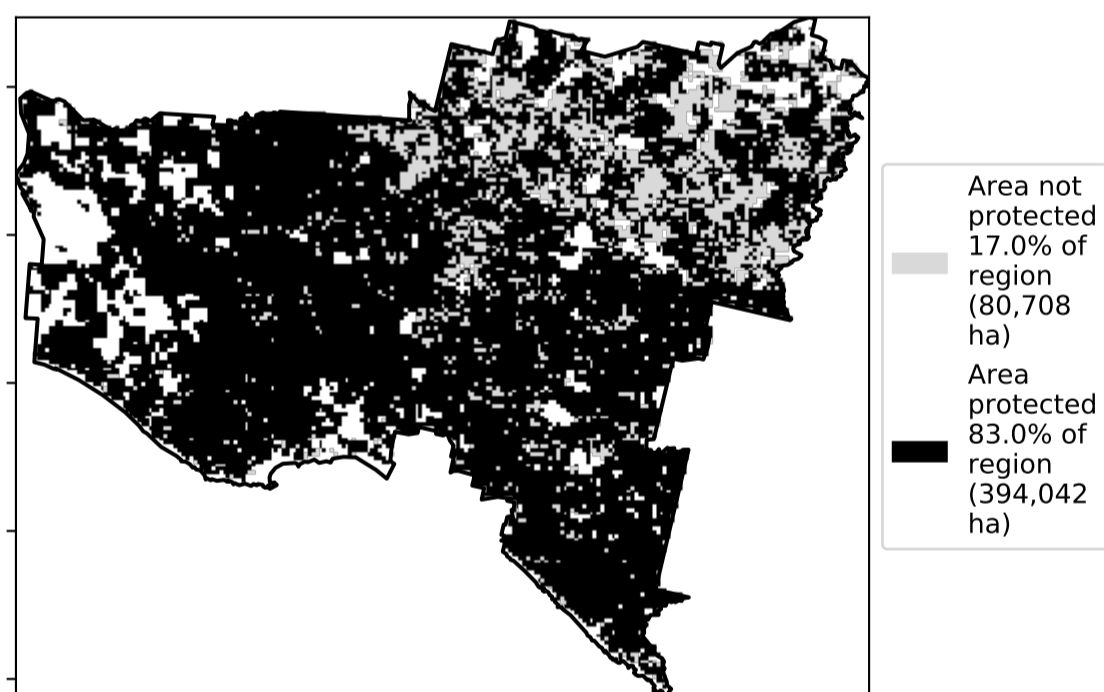 Area not
protected
17.0% of
region
(80,708
ha)
Area
protected
83.0% of
region
(394,042
ha)